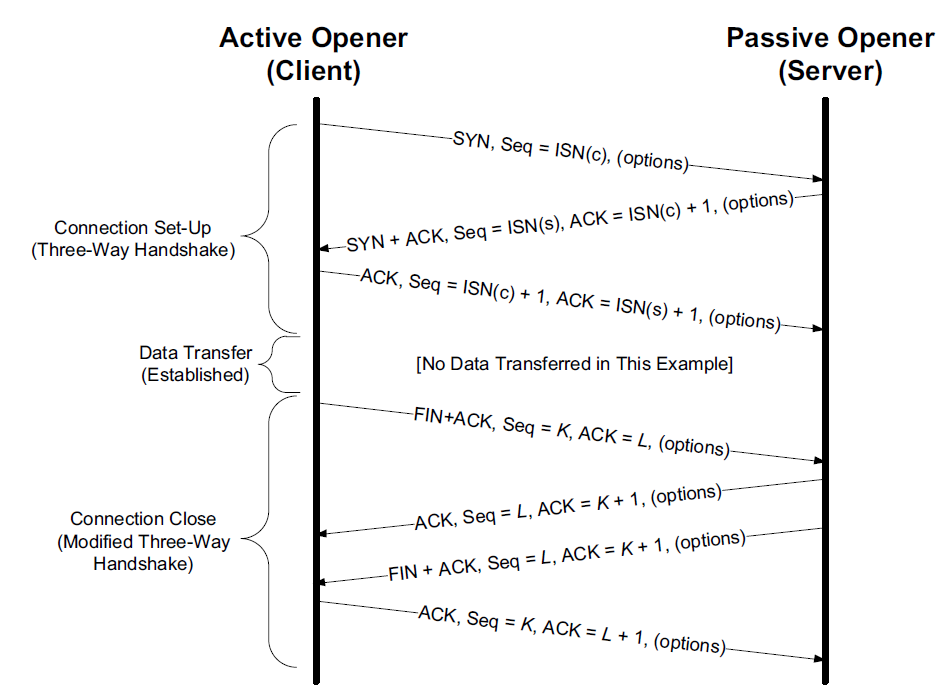 Active Opener
(Client)
Passive Opener
(Server)
SYN, Seq = ISN(c), (options)
SYN + ACK, Seq = ISN(s), ACK = ISN(c) + 1, (options)
Connection Set-Up
(Three-Way Handshake)
ACK, Seq = ISN(c) + 1, ACK = ISN(s) + 1, (options)
Data Transfer
(Established)
[No Data Transferred in This Example]
FIN+ACK, Seq = K, ACK = L, (options)
ACK, Seq = L, ACK = K + 1, (options)
Connection Close
(Modified Three-Way
Handshake)
FIN + ACK, Seq = L, ACK = K + 1, (options)
ACK, Seq = K, ACK = L + 1, (options)